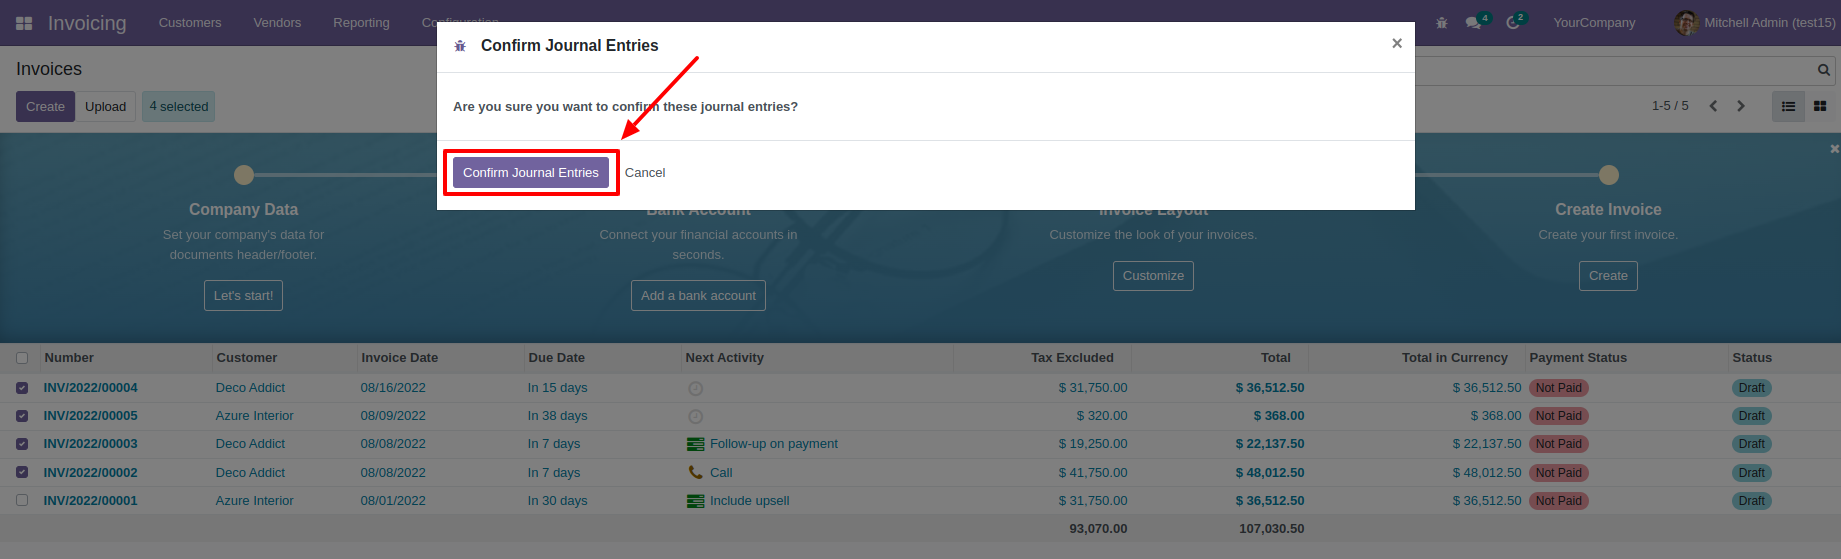 Invoicing Customers Vendors Reporting Configuration 4 2 YourCompany Mitchell Admin (test15)
Confirm Journal Entries ×
Invoices
Create Upload 4 selected 1-5 / 5
Are you sure you want to confirm these journal entries?
Confirm Journal Entries Cancel
Company Data Bank Account Invoice Layout Create Invoice
Set your company's data for Connect your financial accounts in Customize the look of your invoices. Create your first invoice.
documents header/footer. seconds.
Let's start! Add a bank account Customize Create
Number Customer Invoice Date Due Date Next Activity Tax Excluded Total Total in Currency Payment Status Status
INV/2022/00004 Deco Addict 08/16/2022 In 15 days $ 31,750.00 $ 36,512.50 $ 36,512.50 Not Paid Draft
INV/2022/00005 Azure Interior 08/09/2022 In 38 days $ 320.00 $ 368.00 $ 368.00 Not Paid Draft
INV/2022/00003 Deco Addict 08/08/2022 In 7 days Follow-up on payment $ 19,250.00 $ 22,137.50 $ 22,137.50 Not Paid Draft
INV/2022/00002 Deco Addict 08/08/2022 In 7 days Call $ 41,750.00 $ 48,012.50 $ 48,012.50 Not Paid Draft
INV/2022/00001 Azure Interior 08/01/2022 In 30 days Include upsell $ 31,750.00 $ 36,512.50 $ 36,512.50 Not Paid Draft
93,070.00 107,030.50